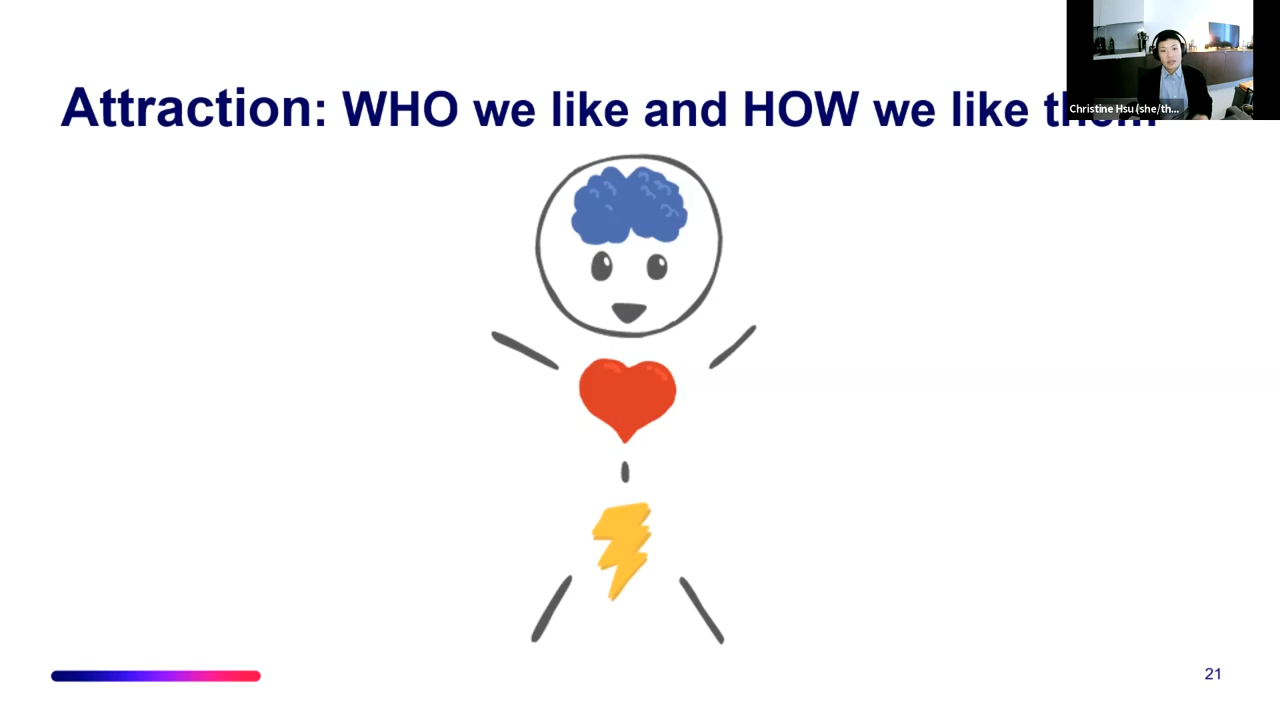 Attraction: WHO we like and HOW we like
Christine Hsu (she/th...
21